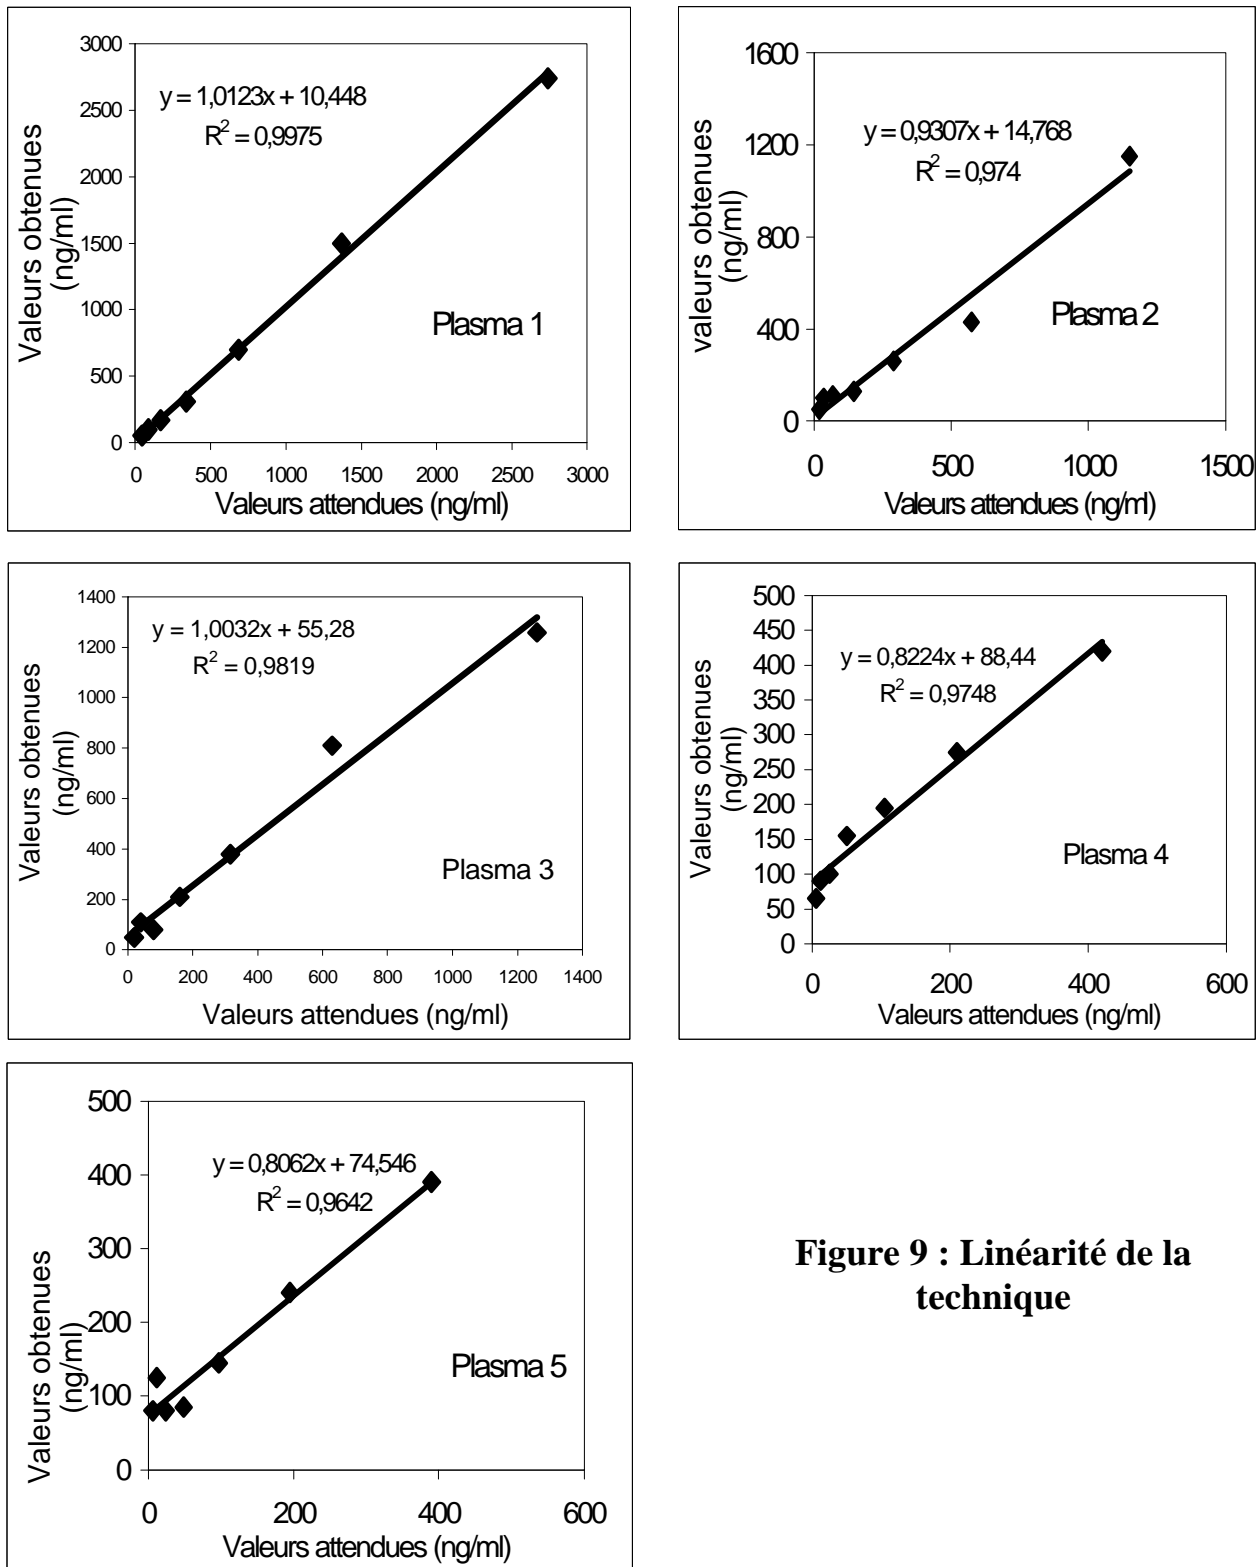 3000
2500
2000
1500
1000
500
0
Valeurs obtenues
(ng/ml)
y = 1,0123x + 10,448
R² = 0,9975
Plasma 1
0 500 1000 1500 2000 2500 3000
Valeurs attendues (ng/ml)
1600
1200
800
400
0
valeurs obtenues
(ng/ml)
y = 0,9307x + 14,768
R² = 0,974
Plasma 2
0 500 1000 1500
Valeurs attendues (ng/ml)
1400
1200
1000
800
600
400
200
0
Valeurs obtenues
(ng/ml)
y = 1,0032x + 55,28
R² = 0,9819
Plasma 3
0 200 400 600 800 1000 1200 1400
Valeurs attendues (ng/ml)
500
450
400
350
300
250
200
150
100
50
0
Valeurs obtenues
(ng/ml)
y = 0,8224x + 88,44
R² = 0,9748
Plasma 4
0 200 400 600
Valeurs attendues (ng/ml)
500
400
300
200
100
0
Valeurs obtenues
(ng/ml)
y = 0,8062x + 74,546
R² = 0,9642
Plasma 5
0 200 400 600
Valeurs attendues (ng/ml)
Figure 9 : Linéarité de la
technique